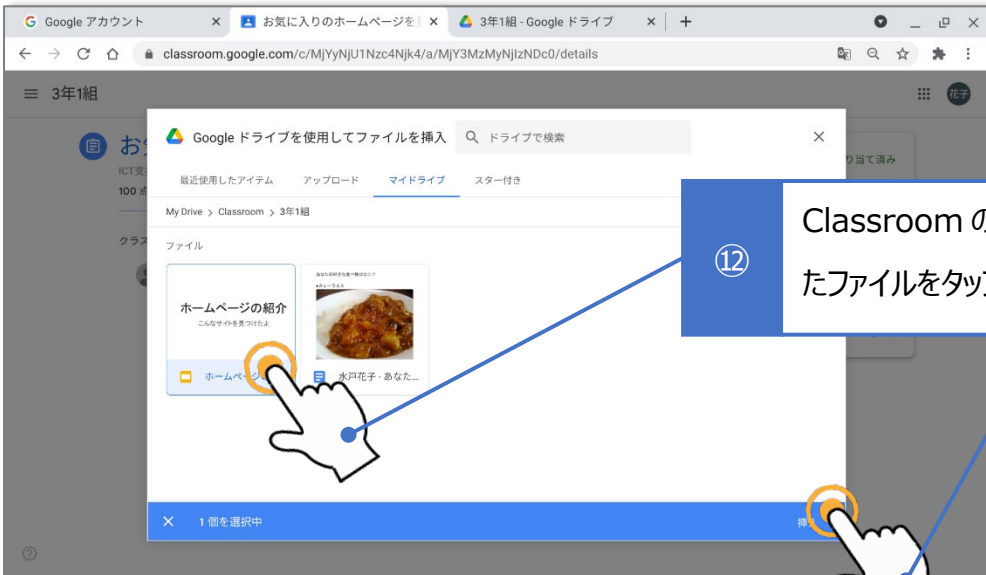 Google アカウント
お気に入りのホームページを
3年1組 - Google ドライブ
classroom.google.com/c/MjYyNjU1Nzc4Njk4/a/MjY3MzMyNjIzNDc0/details
3年1組
花子
Google ドライブを使用してファイルを挿入
ドライブで検索
お
り当て済み
ICT支
100 点
最近使用したアイテム
アップロード
マイドライブ
スター付き
My Drive > Classroom > 3年1組
クラス
ファイル
⑫
Classroom の
たファイルをタップ
あなたの好きな食べ物はなに?
●カレーライス
ホームページの紹介
こんなサイトを見つけたよ
ホームページの
水戸花子 - あなた...
1 個を選択中
挿